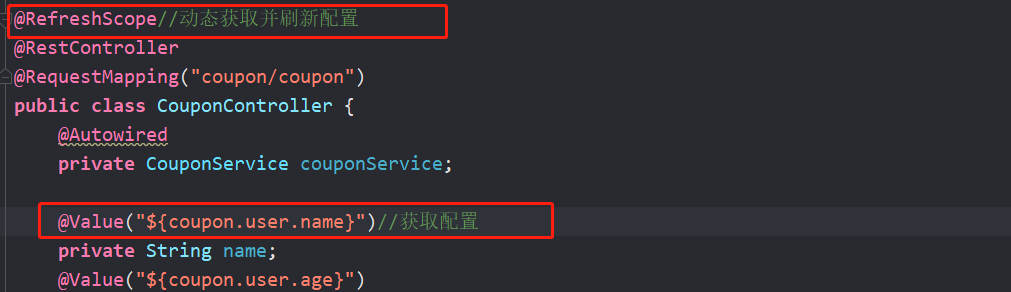 @RefreshScope//动态获取并刷新配置
@RestController
@RequestMapping("coupon/coupon")
public class CouponController {
@Autowired
private CouponService couponService;
@Value("${coupon.user.name}")//获取配置
private String name;
@Value("${coupon.user.age}")